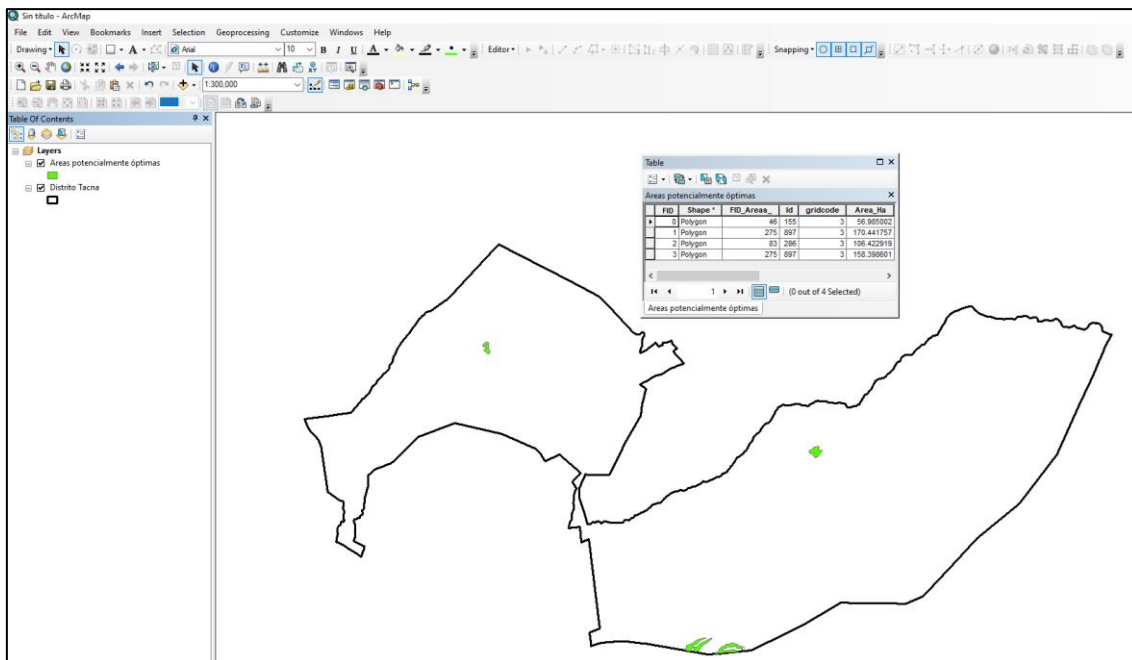 Sin título - ArcMap
File Edit View Bookmarks Insert Selection Geoprocessing Customize Windows Help
Drawing Arial 10 B I U A Editor Snapping
1:300,000
Table Of Contents
Layers
Areas potencialmente óptimas
Distrito Tacna
Table
Areas potencialmente óptimas
FID Shape * FID_Areas_ Id gridcode Area_Ha
0 Polygon 46 155 3 56.985002
1 Polygon 275 897 3 170.441757
2 Polygon 83 286 3 106.422919
3 Polygon 275 897 3 158.398601
1 (0 out of 4 Selected)
Areas potencialmente óptimas